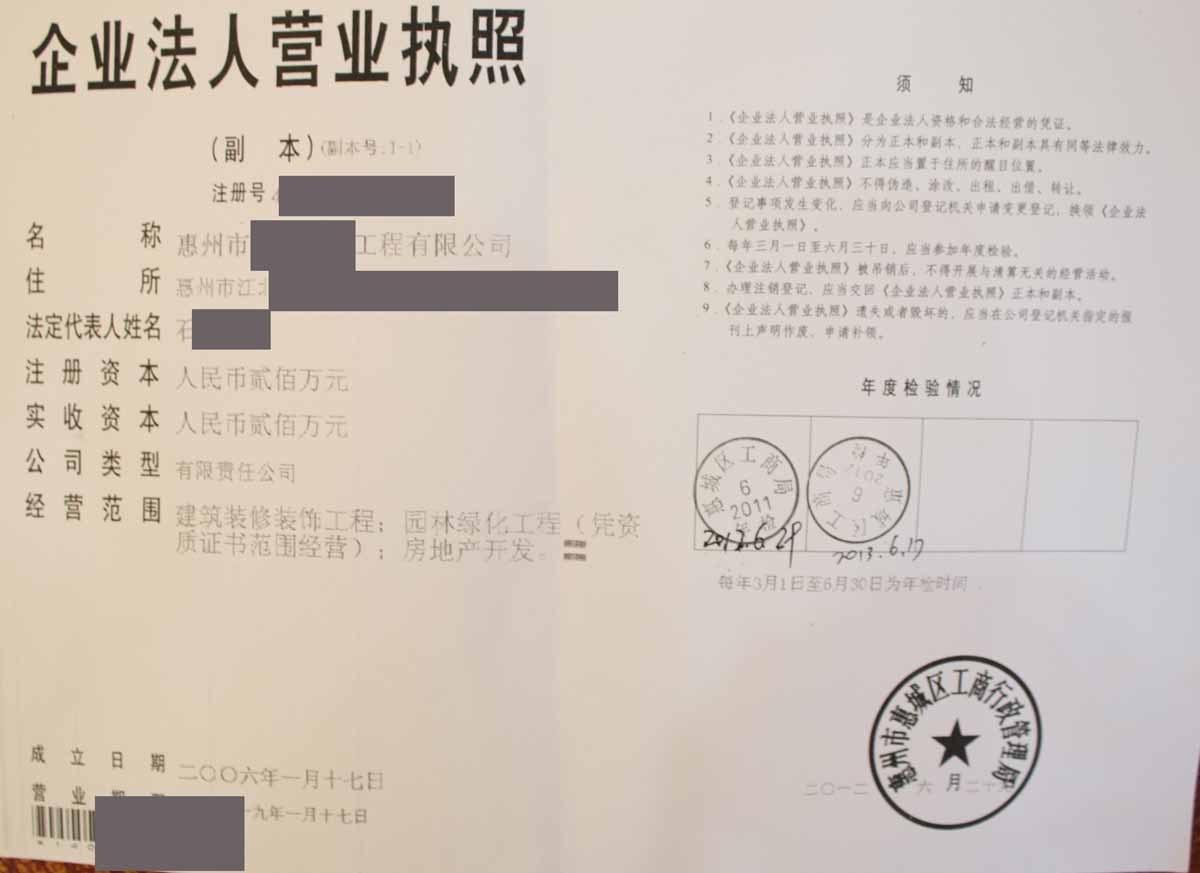 企业法人营业执照
（副 本）(副本号:1-1)
注册号
名 称 惠州市 工程有限公司
住 所 惠州市江北
法定代表人姓名 石
注册资本 人民币贰佰万元
实收资本 人民币贰佰万元
公司类型 有限责任公司
经营范围 建筑装修装饰工程；园林绿化工程（凭资
质证书范围经营）；房地产开发。
成立日期 二〇〇六年一月十七日
营业期 一九年一月十七日
须 知
1.《企业法人营业执照》是企业法人资格和合法经营的凭证。
2.《企业法人营业执照》分为正本和副本，正本和副本具有同等法律效力。
3.《企业法人营业执照》正本应当置于住所的醒目位置。
4.《企业法人营业执照》不得伪造、涂改、出租、出借、转让。
5.登记事项发生变化，应当向公司登记机关申请变更登记，换领《企业法
人营业执照》。
6.每年三月一日至六月三十日，应当参加年度检验。
7.《企业法人营业执照》被吊销后，不得开展与清算无关的经营活动。
8.办理注销登记，应当交回《企业法人营业执照》正本和副本。
9.《企业法人营业执照》遗失或者毁坏的，应当在公司登记机关指定的报
刊上声明作废，申请补领。
年度检验情况
惠城区工商局
6
2011
年检
2012.6.29
惠城区工商局
6
2012
年检
2013.6.17
每年3月1日至6月30日为年检时间
惠州市惠城区工商行政管理局
二〇一二 六 月 二十